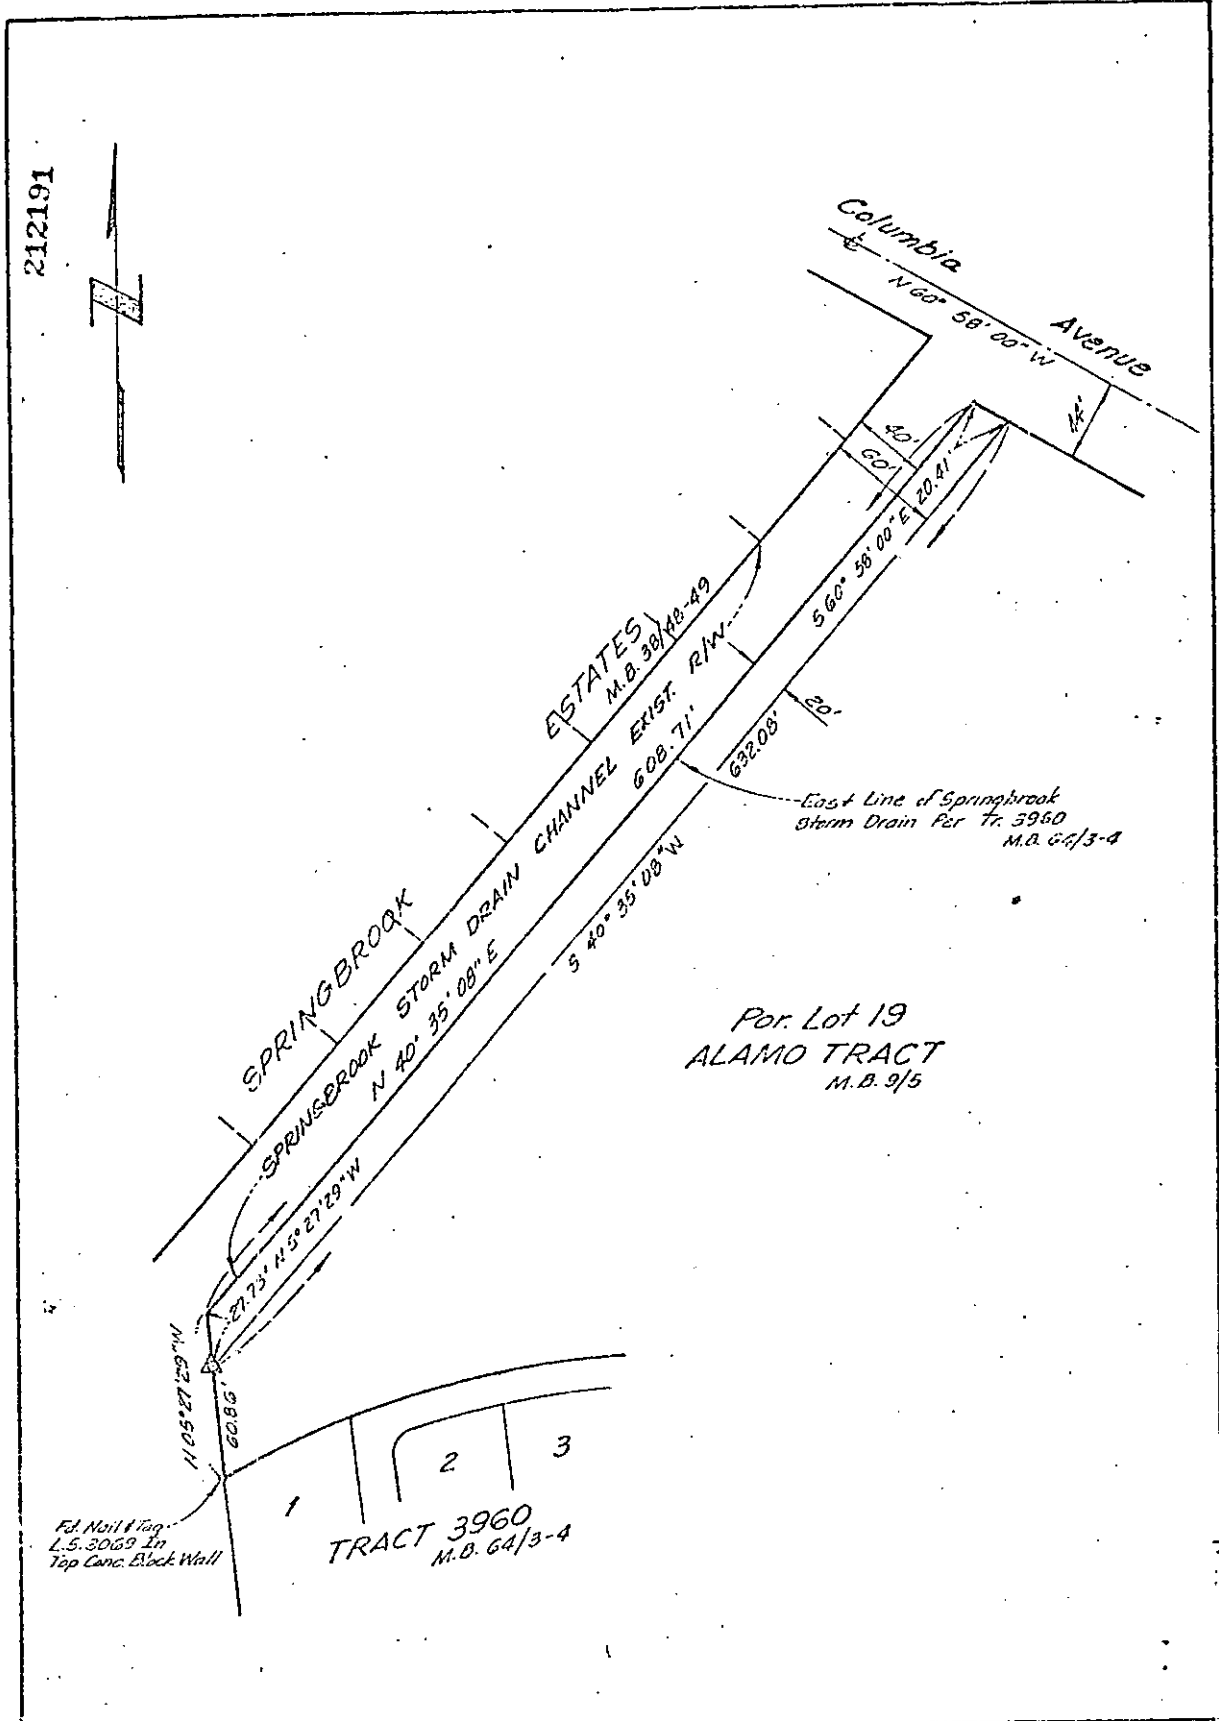 212191
Columbia
Avenue
℄
N 60° 58' 00" W
44'
40'
60'
S 60° 58' 00" E 20.41'
ESTATES
M.B. 38/48-49
SPRINGBROOK
SPRINGBROOK STORM DRAIN CHANNEL EXIST. R/W
608.71'
N 40° 35' 08" E
20'
632.08'
S 40° 35' 08" W
East Line of Springbrook
Storm Drain Per Tr. 3960
M.B. 64/3-4
Por. Lot 19
ALAMO TRACT
M.B. 9/5
27.73' N 5° 27' 29" W
N 05° 27' 29" W
60.86'
Fd. Nail & Tag
L.S. 3069 In
Top Conc. Block Wall
1
2
3
TRACT 3960
M.B. 64/3-4